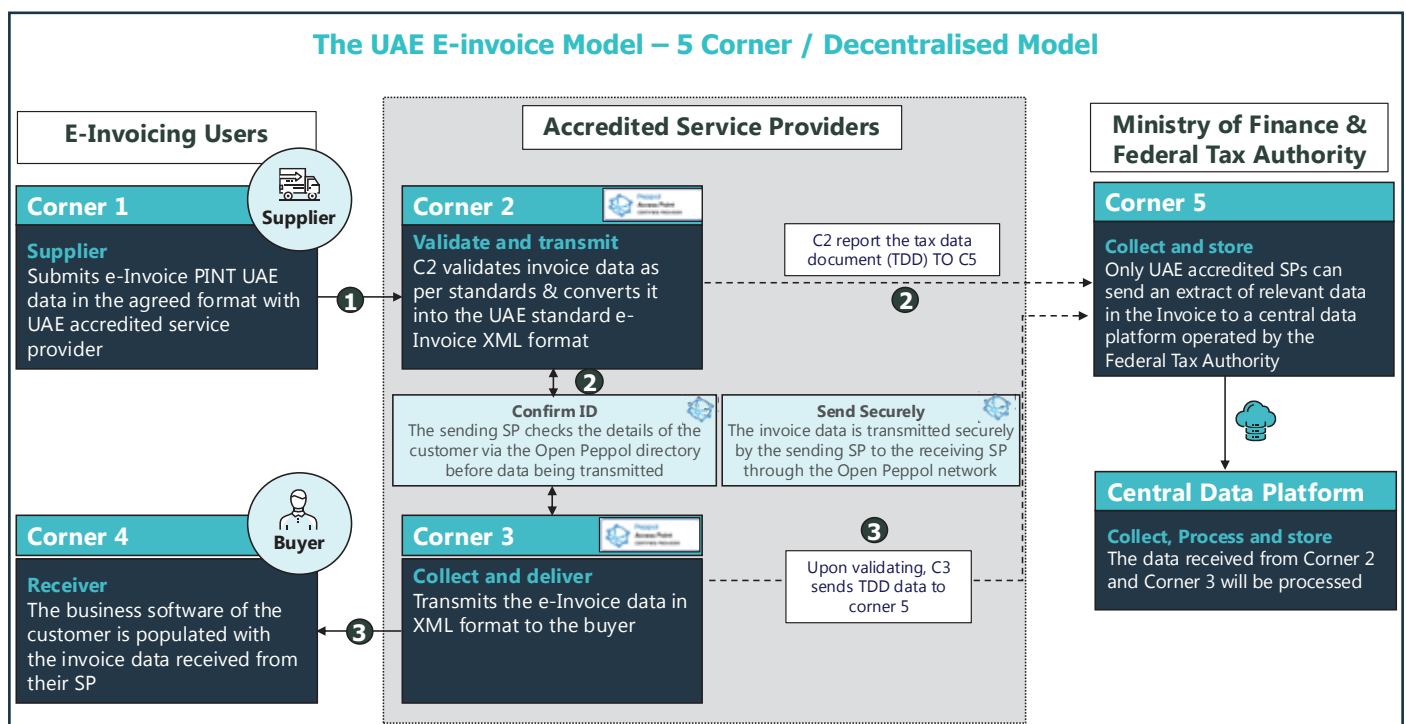 The UAE E-invoice Model – 5 Corner / Decentralised Model
E-Invoicing Users
Supplier
Corner 1
Supplier
Submits e-Invoice PINT UAE
data in the agreed format with
UAE accredited service
provider
1
Accredited Service Providers
Corner 2
Peppol
Access Point
CERTIFIED PROVIDER
Validate and transmit
C2 validates invoice data as
per standards & converts it
into the UAE standard e-
Invoice XML format
C2 report the tax data
document (TDD) TO C5
2
2
Confirm ID
The sending SP checks the details of the
customer via the Open Peppol directory
before data being transmitted
Send Securely
The invoice data is transmitted securely
by the sending SP to the receiving SP
through the Open Peppol network
Corner 3
Peppol
Access Point
CERTIFIED PROVIDER
Collect and deliver
Transmits the e-Invoice data in
XML format to the buyer
3
Upon validating, C3
sends TDD data to
corner 5
3
Buyer
Corner 4
Receiver
The business software of the
customer is populated with
the invoice data received from
their SP
Ministry of Finance &
Federal Tax Authority
Corner 5
Collect and store
Only UAE accredited SPs can
send an extract of relevant data
in the Invoice to a central data
platform operated by the
Federal Tax Authority
Central Data Platform
Collect, Process and store
The data received from Corner 2
and Corner 3 will be processed